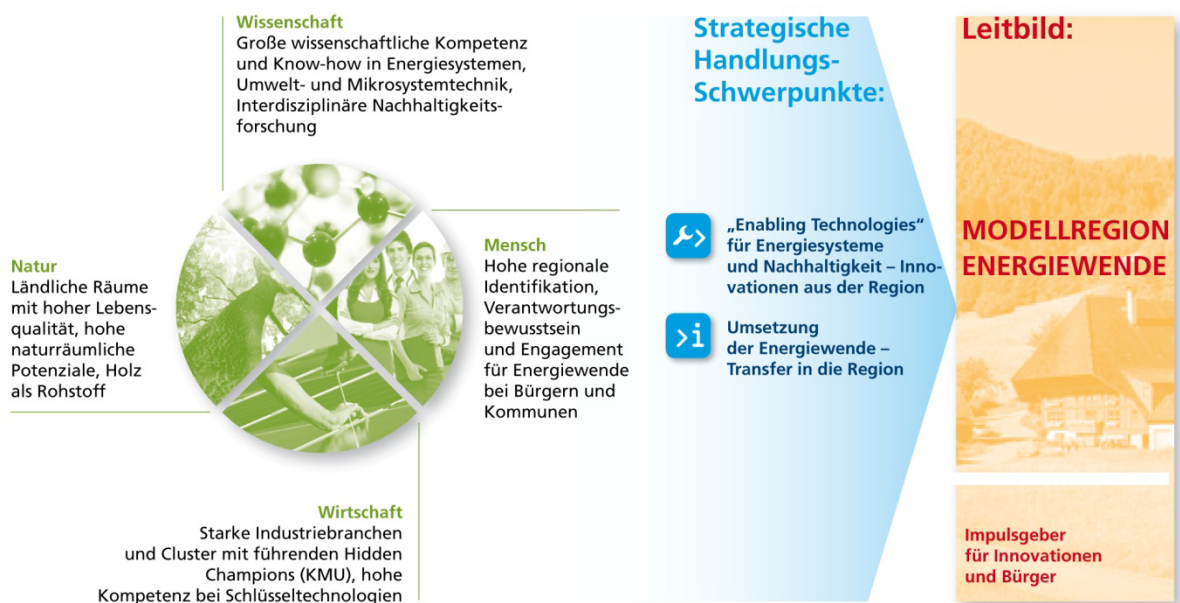 Wissenschaft
Große wissenschaftliche Kompetenz
und Know-how in Energiesystemen,
Umwelt- und Mikrosystemtechnik,
Interdisziplinäre Nachhaltigkeits-
forschung
Natur
Ländliche Räume
mit hoher Lebens-
qualität, hohe
naturräumliche
Potenziale, Holz
als Rohstoff
Mensch
Hohe regionale
Identifikation,
Verantwortungs-
bewusstsein
und Engagement
für Energiewende
bei Bürgern und
Kommunen
Wirtschaft
Starke Industriebranchen
und Cluster mit führenden Hidden
Champions (KMU), hohe
Kompetenz bei Schlüsseltechnologien
Strategische
Handlungs-
Schwerpunkte:
„Enabling Technologies“
für Energiesysteme
und Nachhaltigkeit – Inno-
vationen aus der Region
>i
Umsetzung
der Energiewende –
Transfer in die Region
Leitbild:
MODELLREGION
ENERGIEWENDE
Impulsgeber
für Innovationen
und Bürger